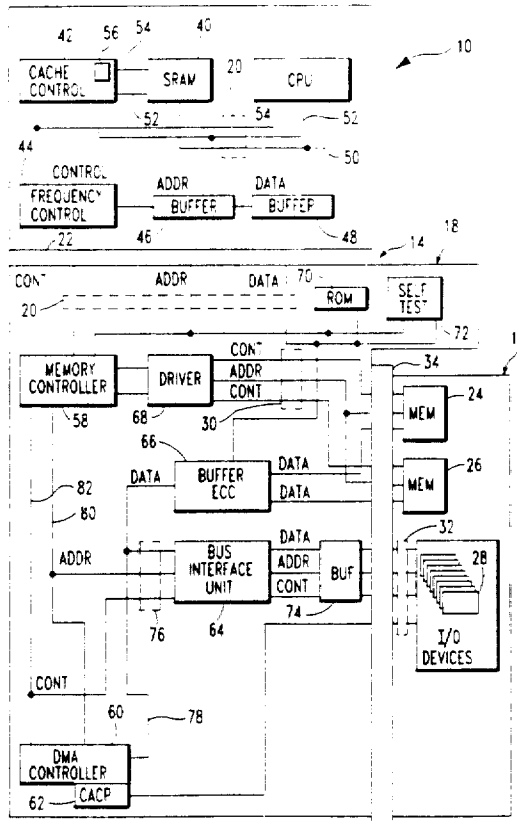 42 56 54 40
10
20
CACHE
CONTROL
SRAM
CPU
52 54 52
50
44
CONTROL
FREQUENCY
CONTROL
ADDR DATA
BUFFER BUFFER
22 46 48
14 18
CONT ADDR DATA 70
20
ROM
SELF
TEST
72
CONT
34
1
MEMORY
CONTROLLER
DRIVER
ADDR
CONT
24
MEM
58 68 30
66
26
DATA
BUFFER
ECC
DATA
DATA
MEM
82
80
32
ADDR
BUS
INTERFACE
UNIT
DATA
ADDR
CONT
BUF
28
76 64 74
I/O
DEVICES
CONT
60 78
DMA
CONTROLLER
62 CACP